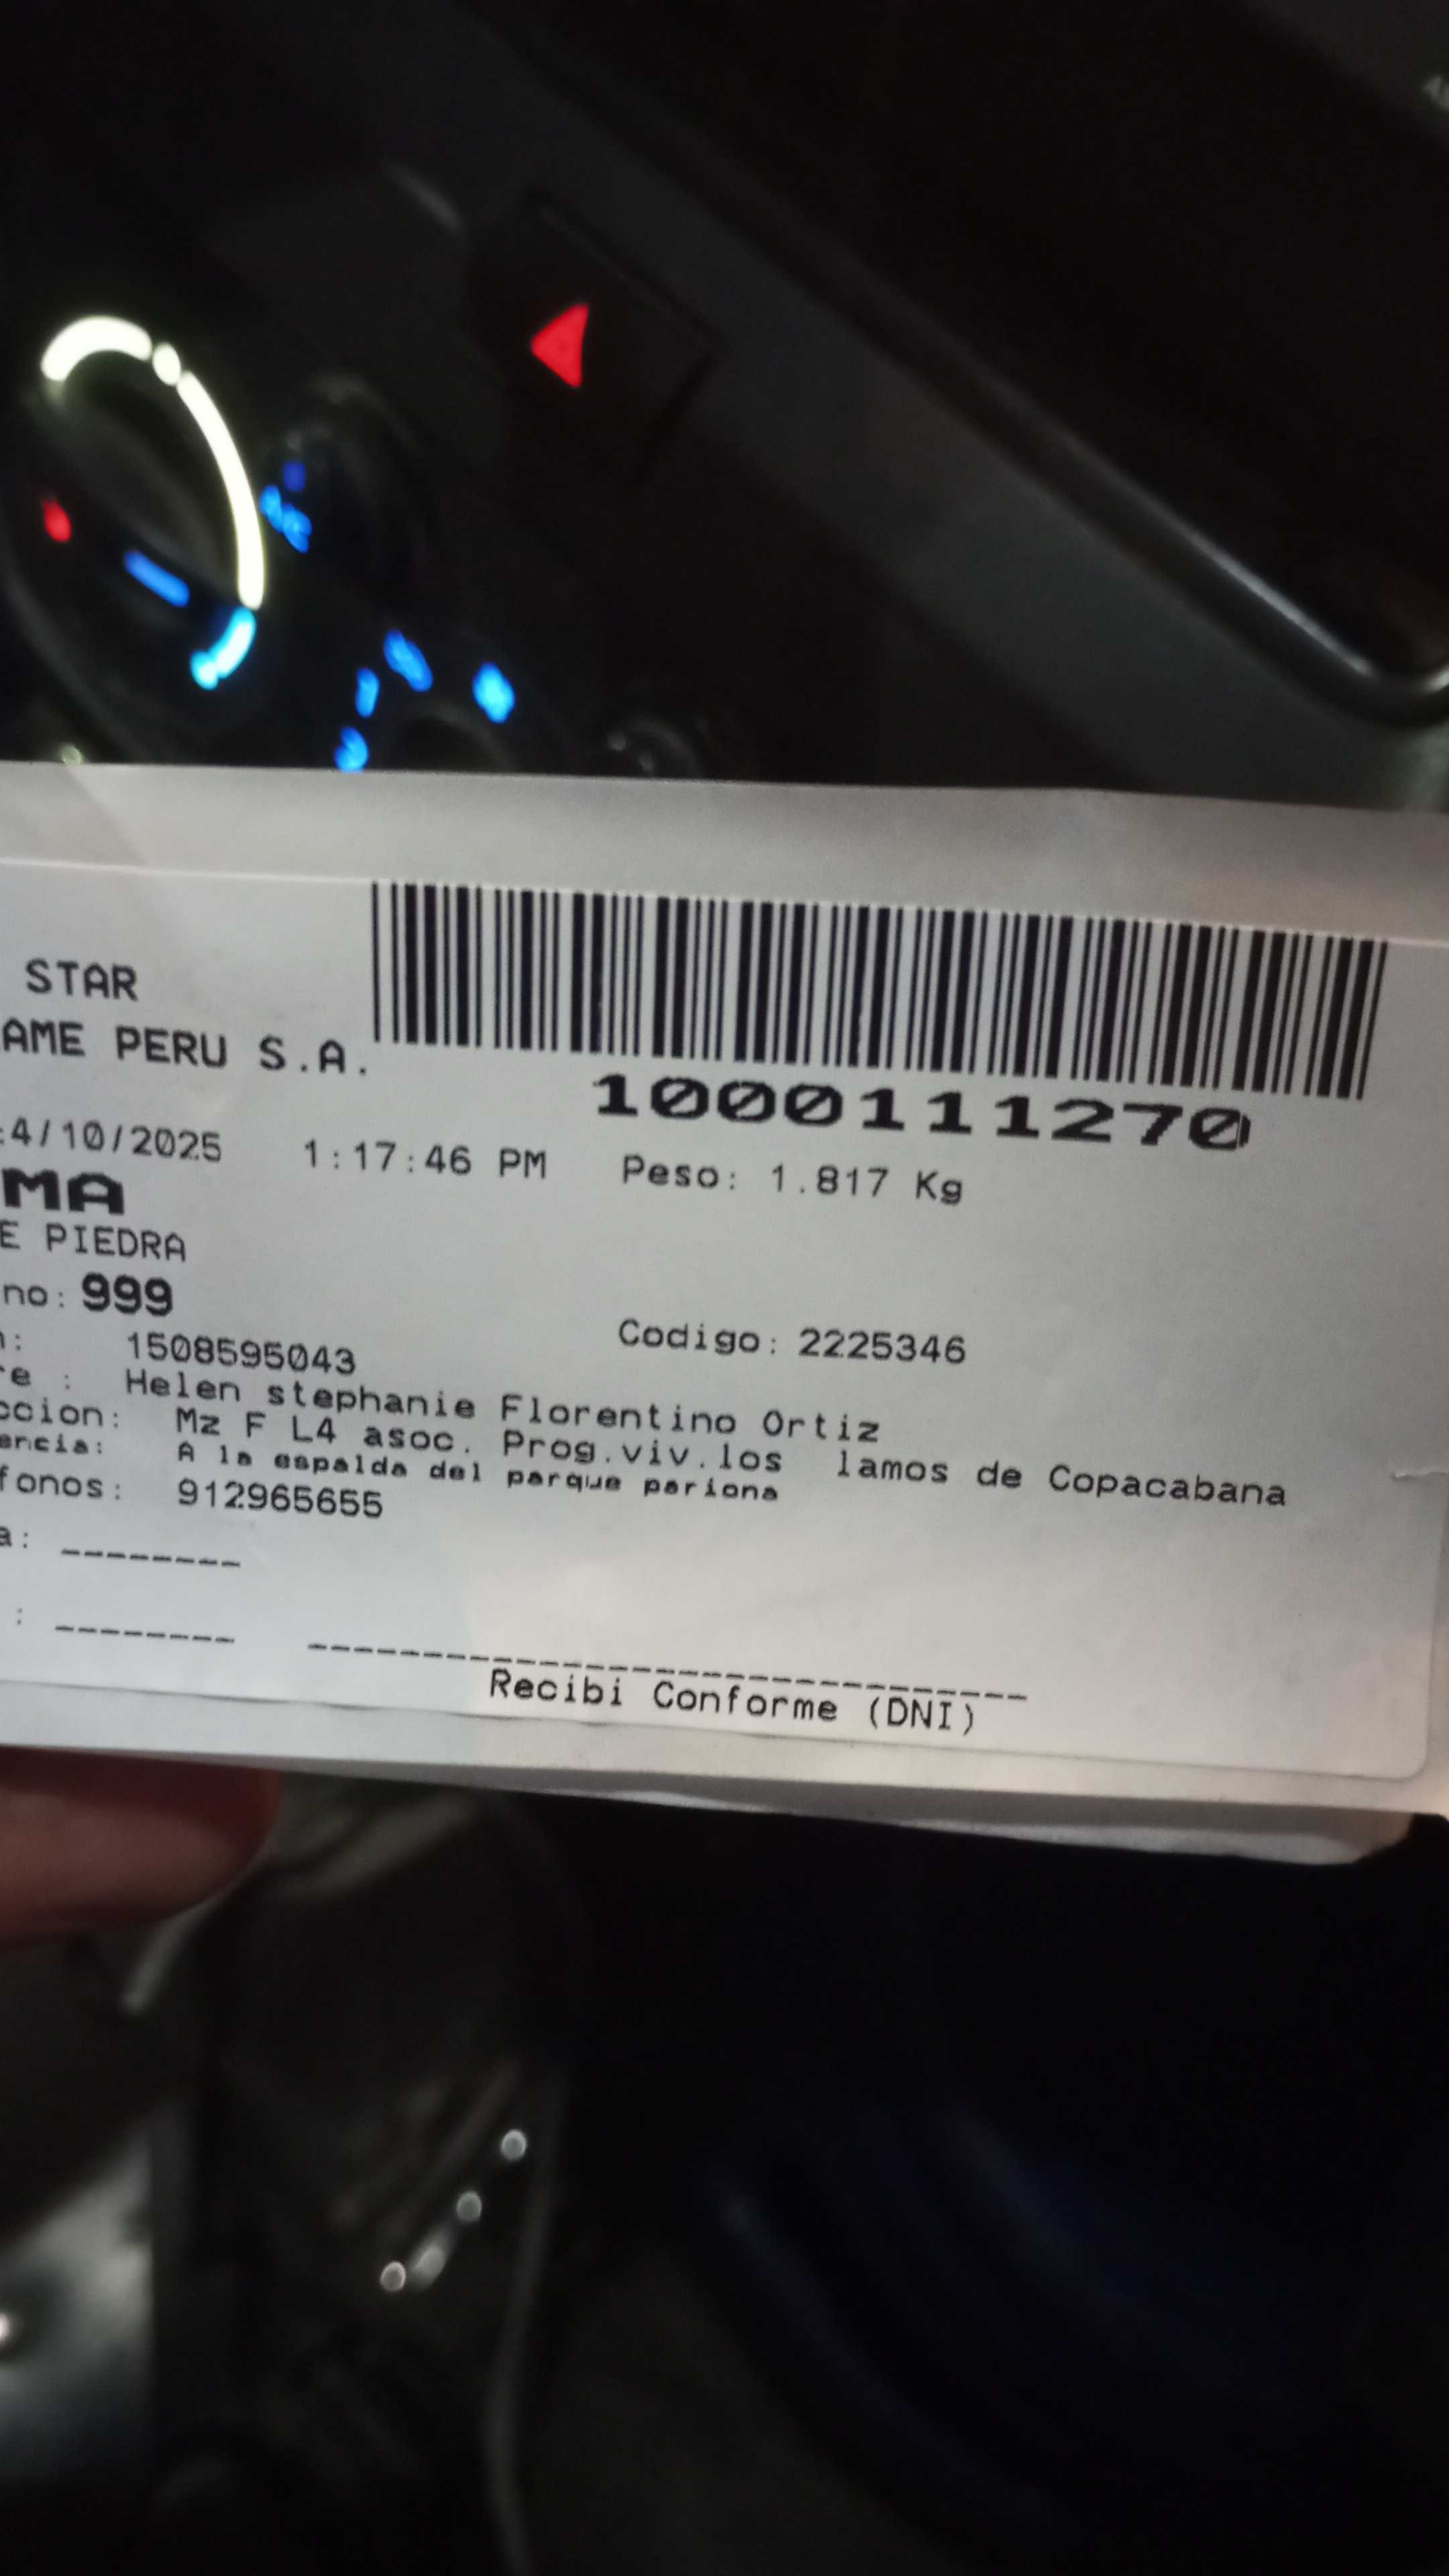 STAR
AME PERU S.A.
1000111270
:4/10/2025 1:17:46 PM Peso: 1.817 Kg
MA
E PIEDRA
no: 999
: 1508595043 Codigo: 2225346
re : Helen stephanie Florentino Ortiz
ccion: Mz F L4 asoc. Prog.viv.los lamos de Copacabana
encia: A la espalda del parque pariona
fonos: 912965655
a: --------
: -------- --------------------------------
Recibi Conforme (DNI)